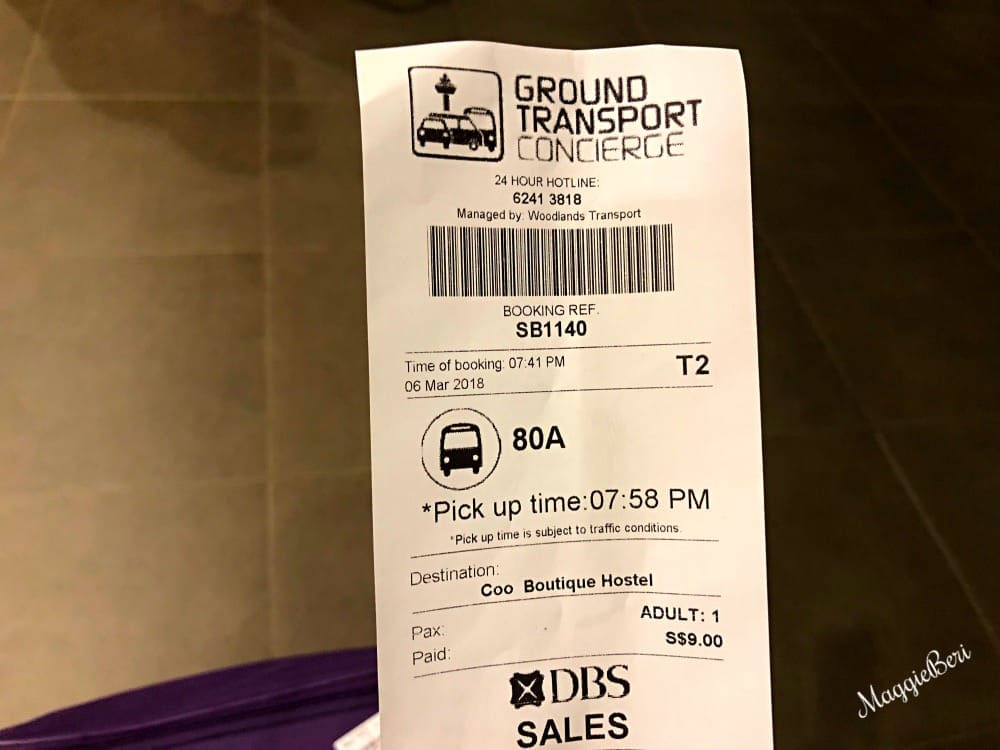 GROUND
TRANSPORT
CONCIERGE
24 HOUR HOTLINE:
6241 3818
Managed by: Woodlands Transport
BOOKING REF.
SB1140
Time of booking: 07:41 PM
T2
06 Mar 2018
80A
*Pick up time:07:58 PM
*Pick up time is subject to traffic conditions.
Destination:
Coo Boutique Hostel
Pax: ADULT: 1
Paid: S$9.00
DBS
SALES
MaggieBeri